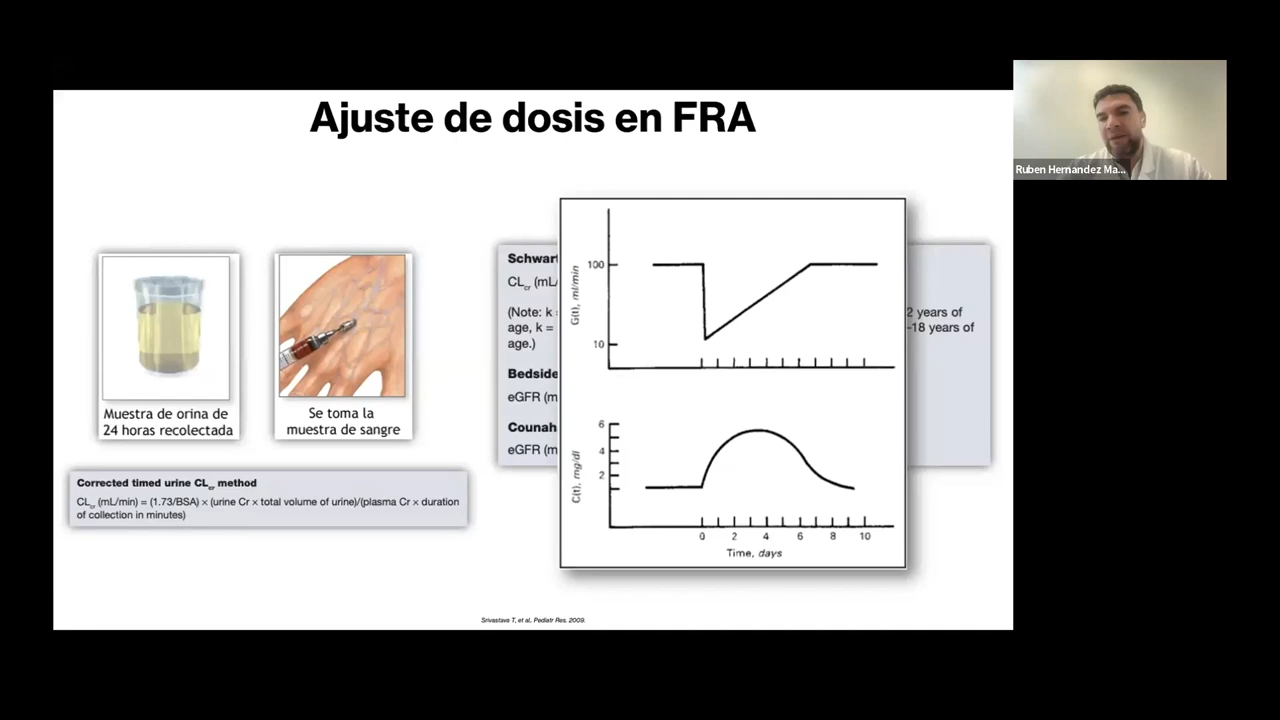 Ajuste de dosis en FRA
Ruben Hernandez Ma...
Muestra de orina de
24 horas recolectada
Se toma la
muestra de sangre
Corrected timed urine CLcr method
CLcr (mL/min) = (1.73/BSA) × (urine Cr × total volume of urine)/(plasma Cr × duration
of collection in minutes)
CLcr (mL/
(Note: k
2 years of
age, k =
-18 years of
age.)
Bedside
eGFR (m
Counah
eGFR (m
G(t), ml/min
100
10
C(t), mg/dl
6
4
2
0 2 4 6 8 10
Time, days
Srivastave T, et al. Pediatr Res. 2009.